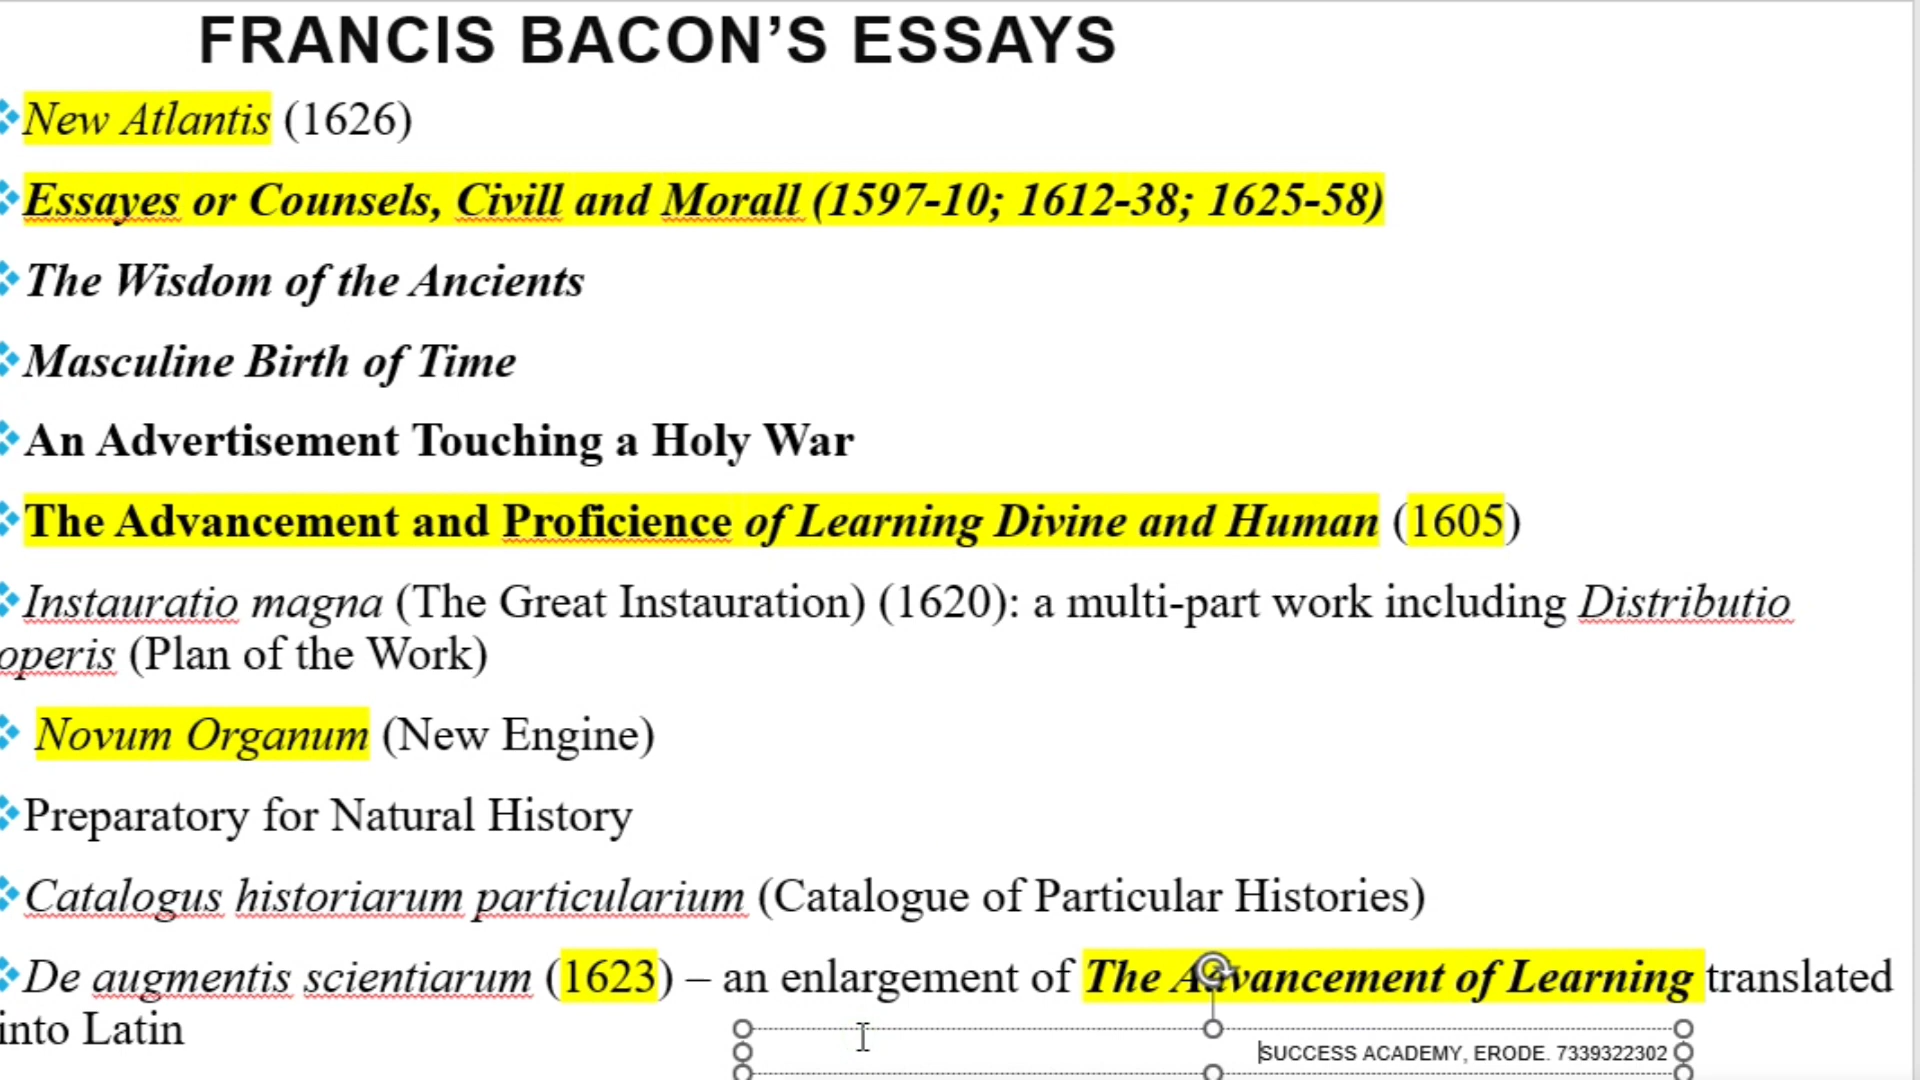 FRANCIS BACON’S ESSAYS
New Atlantis (1626)
Essayes or Counsels, Civill and Morall (1597-10; 1612-38; 1625-58)
The Wisdom of the Ancients
Masculine Birth of Time
An Advertisement Touching a Holy War
The Advancement and Proficience of Learning Divine and Human (1605)
Instauratio magna (The Great Instauration) (1620): a multi-part work including Distributio
operis (Plan of the Work)
Novum Organum (New Engine)
Preparatory for Natural History
Catalogus historiarum particularium (Catalogue of Particular Histories)
De augmentis scientiarum (1623) – an enlargement of The Advancement of Learning translated
into Latin
SUCCESS ACADEMY, ERODE. 7339322302